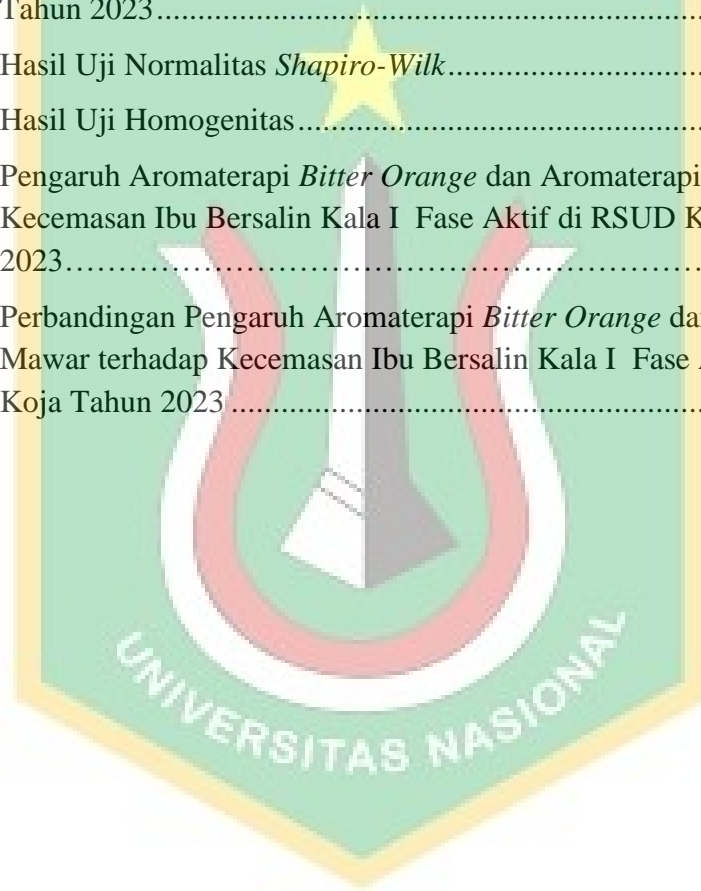 Tahun 2023........................................................................
Hasil Uji Normalitas Shapiro-Wilk...................................
Hasil Uji Homogenitas......................................................
Pengaruh Aromaterapi Bitter Orange dan Aromaterapi
Kecemasan Ibu Bersalin Kala I Fase Aktif di RSUD K
2023..................................................................................
Perbandingan Pengaruh Aromaterapi Bitter Orange da
Mawar terhadap Kecemasan Ibu Bersalin Kala I Fase A
Koja Tahun 2023..............................................................
UNIVERSITAS NASIONAL